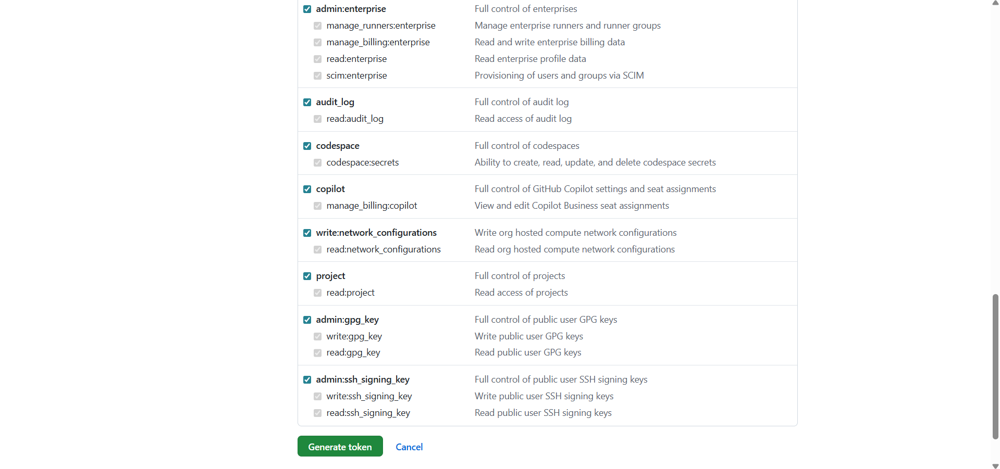 admin:enterprise Full control of enterprises
manage_runners:enterprise Manage enterprise runners and runner groups
manage_billing:enterprise Read and write enterprise billing data
read:enterprise Read enterprise profile data
scim:enterprise Provisioning of users and groups via SCIM
audit_log Full control of audit log
read:audit_log Read access of audit log
codespace Full control of codespaces
codespace:secrets Ability to create, read, update, and delete codespace secrets
copilot Full control of GitHub Copilot settings and seat assignments
manage_billing:copilot View and edit Copilot Business seat assignments
write:network_configurations Write org hosted compute network configurations
read:network_configurations Read org hosted compute network configurations
project Full control of projects
read:project Read access of projects
admin:gpg_key Full control of public user GPG keys
write:gpg_key Write public user GPG keys
read:gpg_key Read public user GPG keys
admin:ssh_signing_key Full control of public user SSH signing keys
write:ssh_signing_key Write public user SSH signing keys
read:ssh_signing_key Read public user SSH signing keys
Generate token Cancel